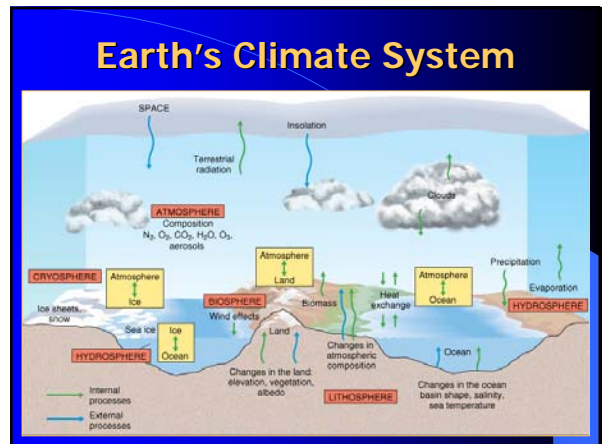 Earth's Climate System
SPACE
Insolation
Terrestrial
radiation
Clouds
ATMOSPHERE
Composition
N₂, O₂, CO₂, H₂O, O₃,
aerosols
Precipitation
Evaporation
CRYOSPHERE
Atmosphere
Ice
Ice sheets,
snow
Atmosphere
Land
Atmosphere
Ocean
HYDROSPHERE
BIOSPHERE
Wind effects
Biomass
Heat
exchange
Sea ice
Ice
Ocean
HYDROSPHERE
Land
Changes in
atmospheric
composition
Ocean
Changes in the land:
elevation, vegetation,
albedo
LITHOSPHERE
Changes in the ocean
basin shape, salinity,
sea temperature
Internal
processes
External
processes